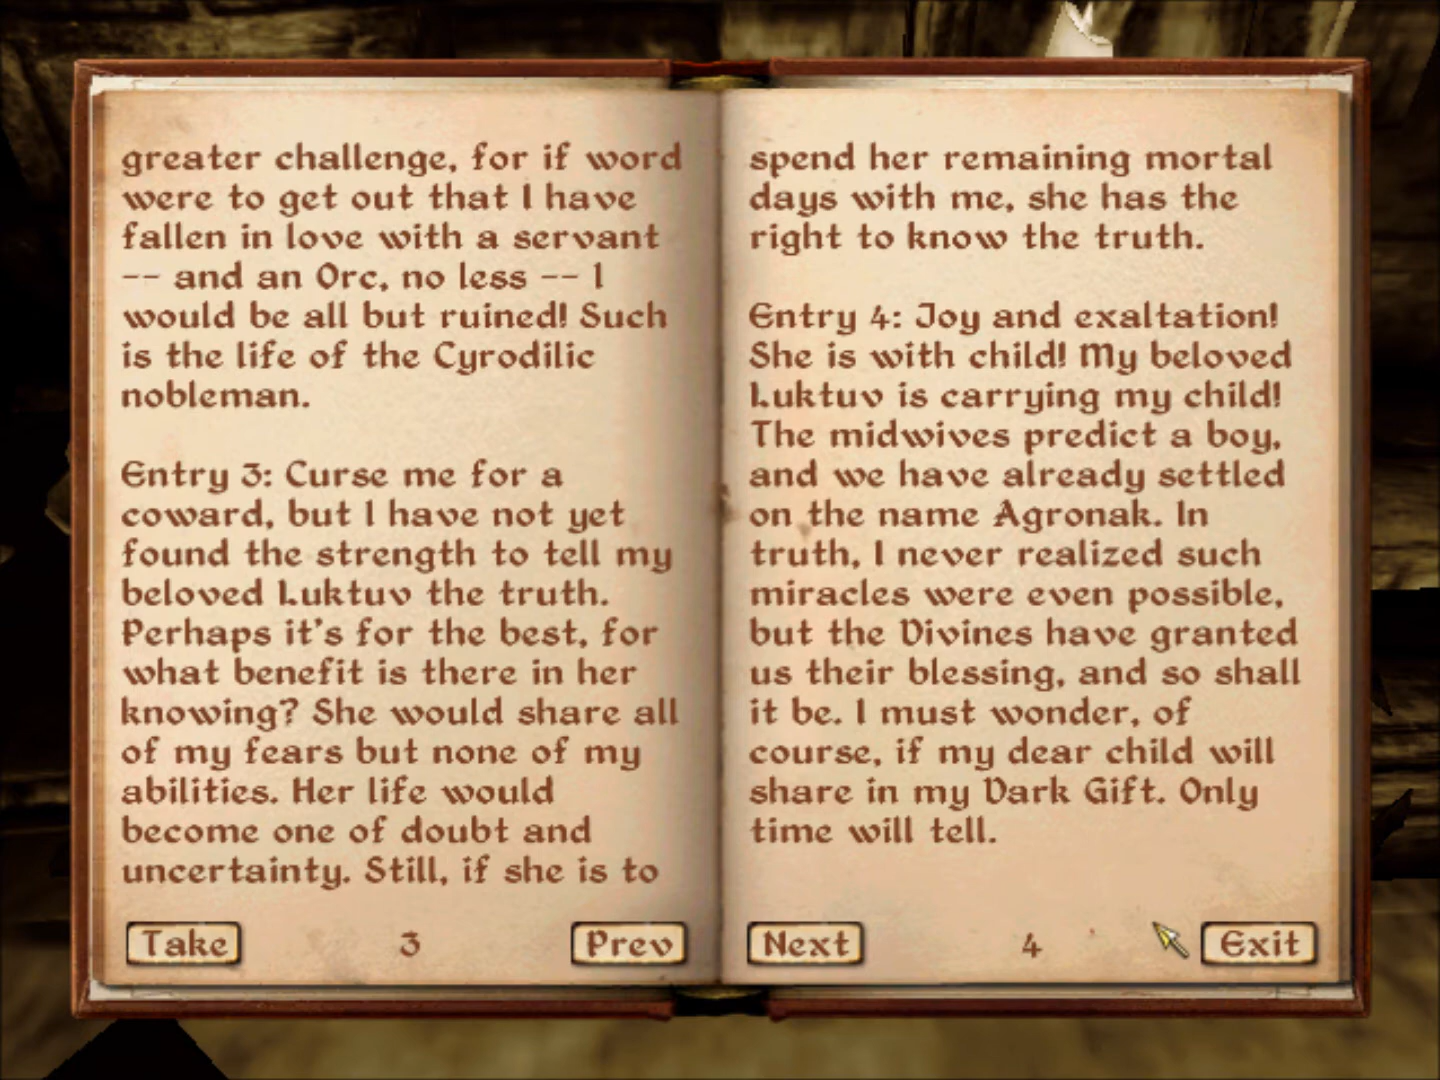 greater challenge, for if word
were to get out that I have
fallen in love with a servant
-- and an Orc, no less -- I
would be all but ruined! Such
is the life of the Cyrodilic
nobleman.
Entry 3: Curse me for a
coward, but I have not yet
found the strength to tell my
beloved Luktuv the truth.
Perhaps it's for the best, for
what benefit is there in her
knowing? She would share all
of my fears but none of my
abilities. Her life would
become one of doubt and
uncertainty. Still, if she is to
Take
3
Prev
spend her remaining mortal
days with me, she has the
right to know the truth.
Entry 4: Joy and exaltation!
She is with child! My beloved
Luktuv is carrying my child!
The midwives predict a boy,
and we have already settled
on the name Agronak. In
truth, I never realized such
miracles were even possible,
but the Divines have granted
us their blessing, and so shall
it be. I must wonder, of
course, if my dear child will
share in my Dark Gift. Only
time will tell.
Next
4
Exit